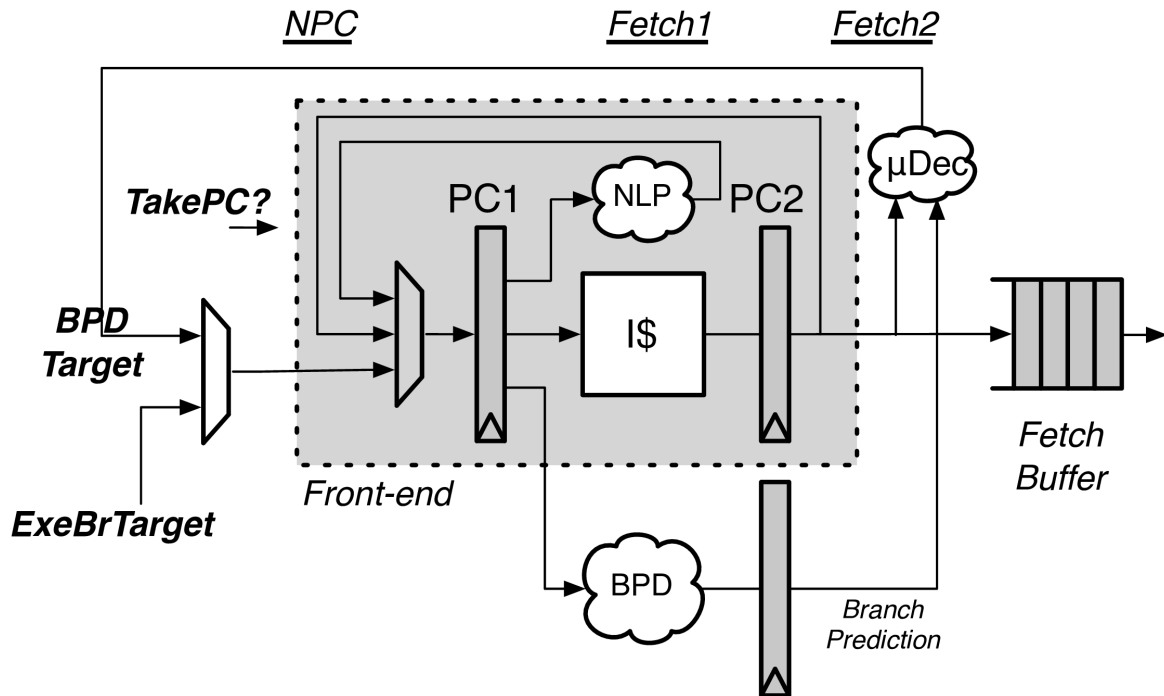 NPC
Fetch1
Fetch2
µDec
TakePC?
PC1
NLP
PC2
BPD
Target
I$
Fetch
Buffer
Front-end
ExeBrTarget
BPD
Branch
Prediction